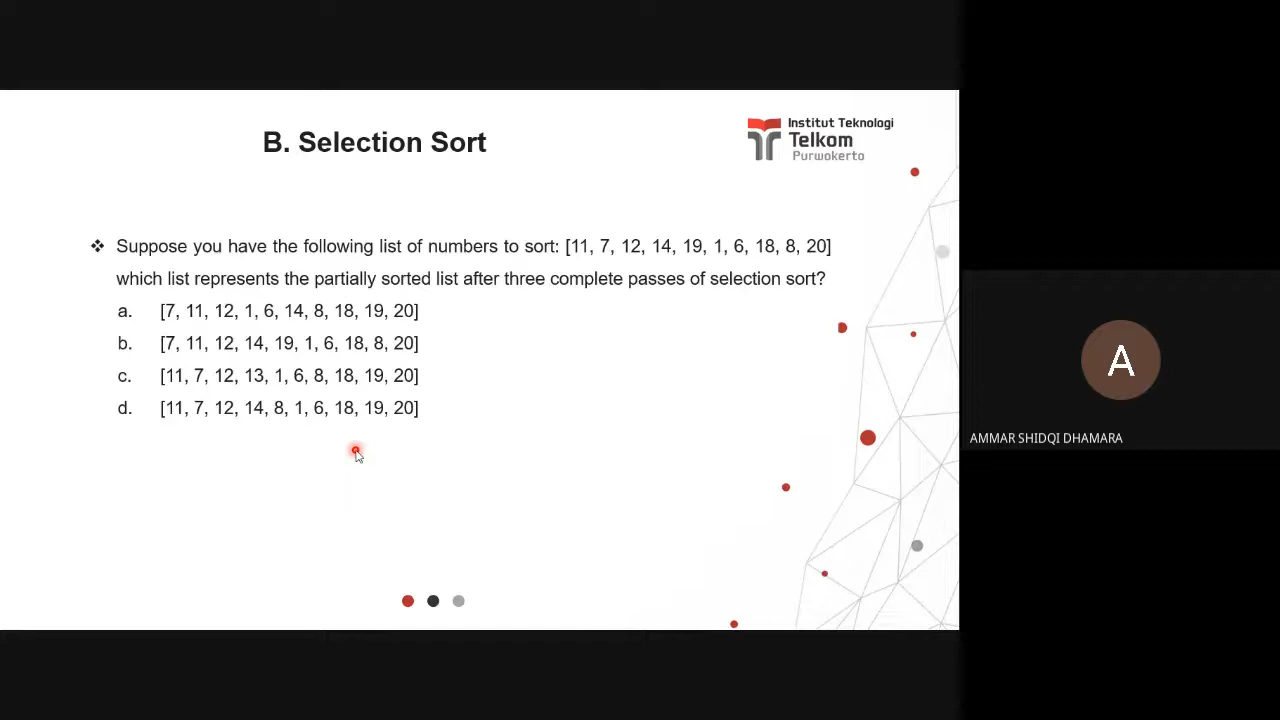 B. Selection Sort
Institut Teknologi
Telkom
Purwokerto
❖ Suppose you have the following list of numbers to sort: [11, 7, 12, 14, 19, 1, 6, 18, 8, 20]
which list represents the partially sorted list after three complete passes of selection sort?
a. [7, 11, 12, 1, 6, 14, 8, 18, 19, 20]
b. [7, 11, 12, 14, 19, 1, 6, 18, 8, 20]
c. [11, 7, 12, 13, 1, 6, 8, 18, 19, 20]
d. [11, 7, 12, 14, 8, 1, 6, 18, 19, 20]
A
AMMAR SHIDQI DHAMARA